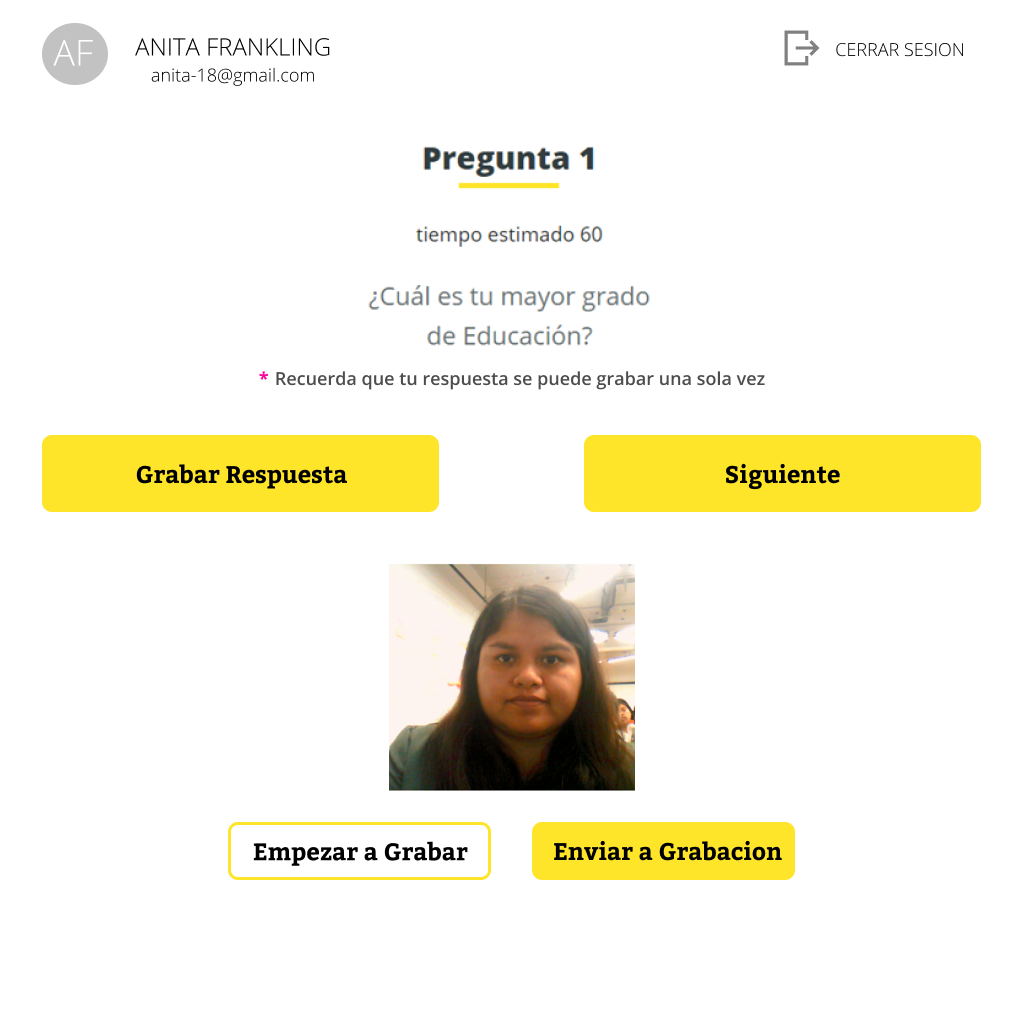 AF
ANITA FRANKLING
anita-18@gmail.com
CERRAR SESION
Pregunta 1
tiempo estimado 60
¿Cuál es tu mayor grado
de Educación?
* Recuerda que tu respuesta se puede grabar una sola vez
Grabar Respuesta
Siguiente
Empezar a Grabar
Enviar a Grabacion